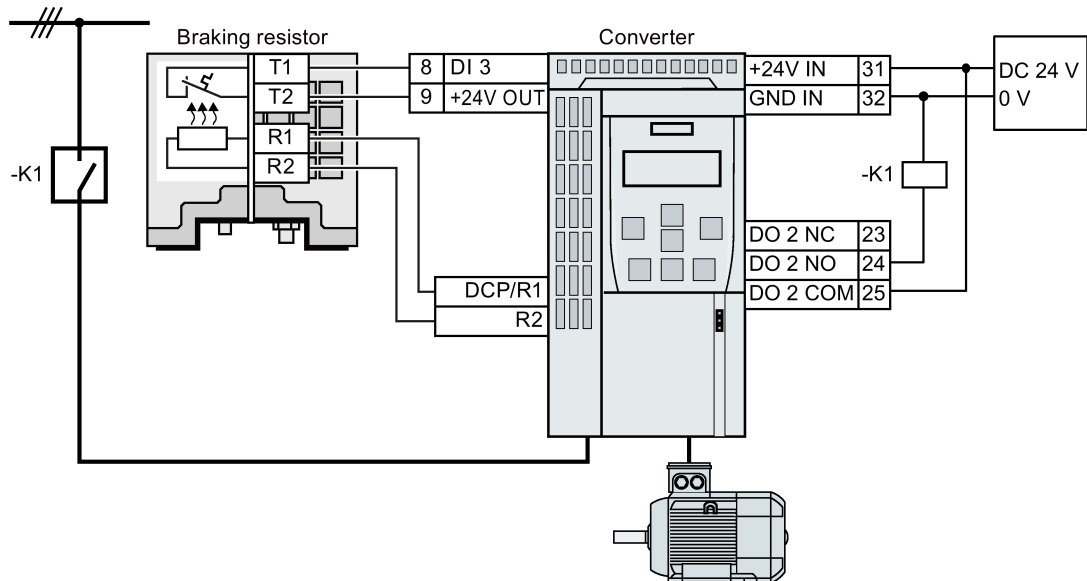 Braking resistor
Converter
T1
8 DI 3
+24V IN 31
DC 24 V
T2
9 +24V OUT
GND IN 32
0 V
R1
R2
-K1
-K1
DO 2 NC 23
DO 2 NO 24
DCP/R1
DO 2 COM 25
R2